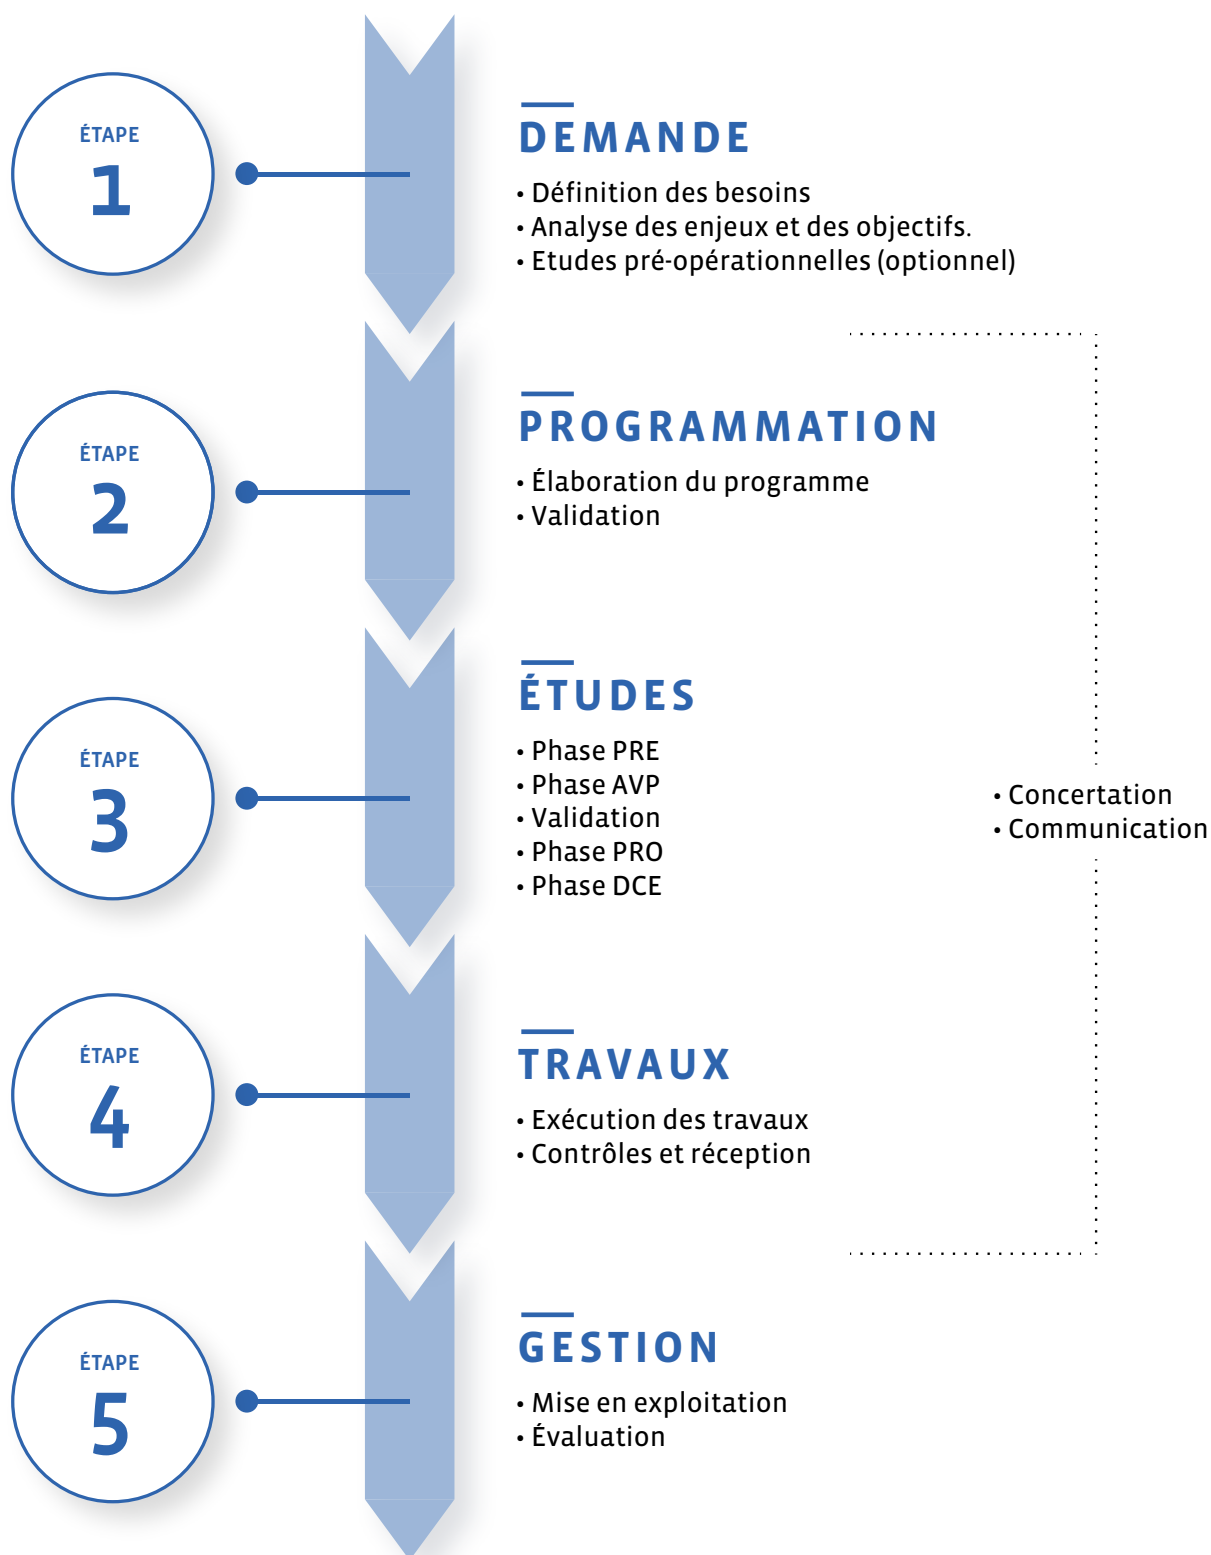 ÉTAPE
1
DEMANDE
• Définition des besoins
• Analyse des enjeux et des objectifs.
• Etudes pré-opérationnelles (optionnel)
ÉTAPE
2
PROGRAMMATION
• Élaboration du programme
• Validation
ÉTAPE
3
ÉTUDES
• Phase PRE
• Phase AVP
• Validation
• Phase PRO
• Phase DCE
• Concertation
• Communication
ÉTAPE
4
TRAVAUX
• Exécution des travaux
• Contrôles et réception
ÉTAPE
5
GESTION
• Mise en exploitation
• Évaluation